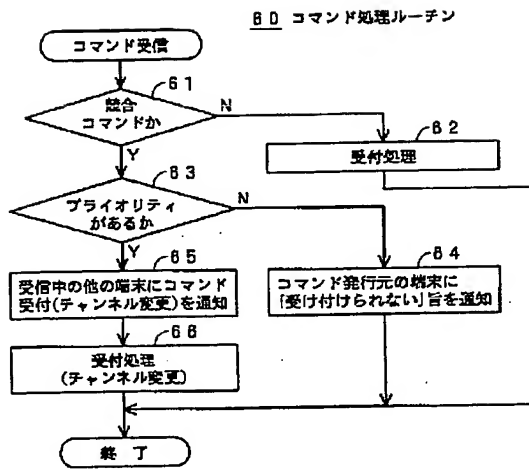 60 コマンド処理ルーチン
コマンド受信
61
競合
コマンドか
N
Y
62
受付処理
63
プライオリティ
があるか
N
Y
65
受信中の他の端末にコマンド
受付(チャンネル変更)を通知
64
コマンド発行元の端末に
「受け付けられない」旨を通知
66
受付処理
(チャンネル変更)
終了